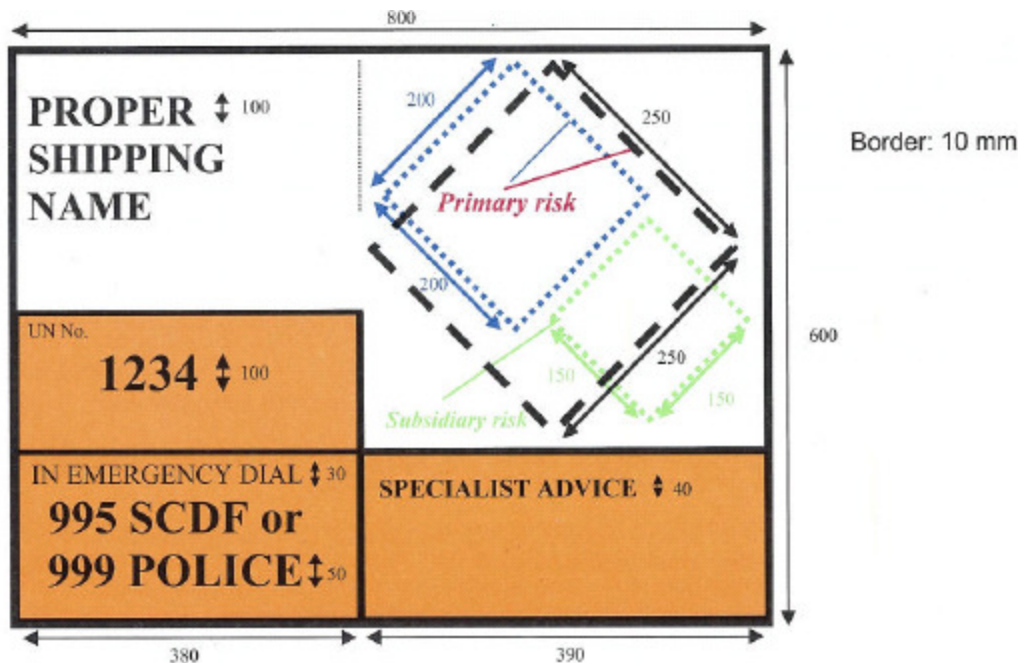 800
PROPER 100
SHIPPING
NAME
200
250
Border: 10 mm
Primary risk
200
UN No.
1234 100
600
250
150
150
Subsidiary risk
IN EMERGENCY DIAL 30
995 SCDF or
999 POLICE 50
SPECIALIST ADVICE 40
380
390